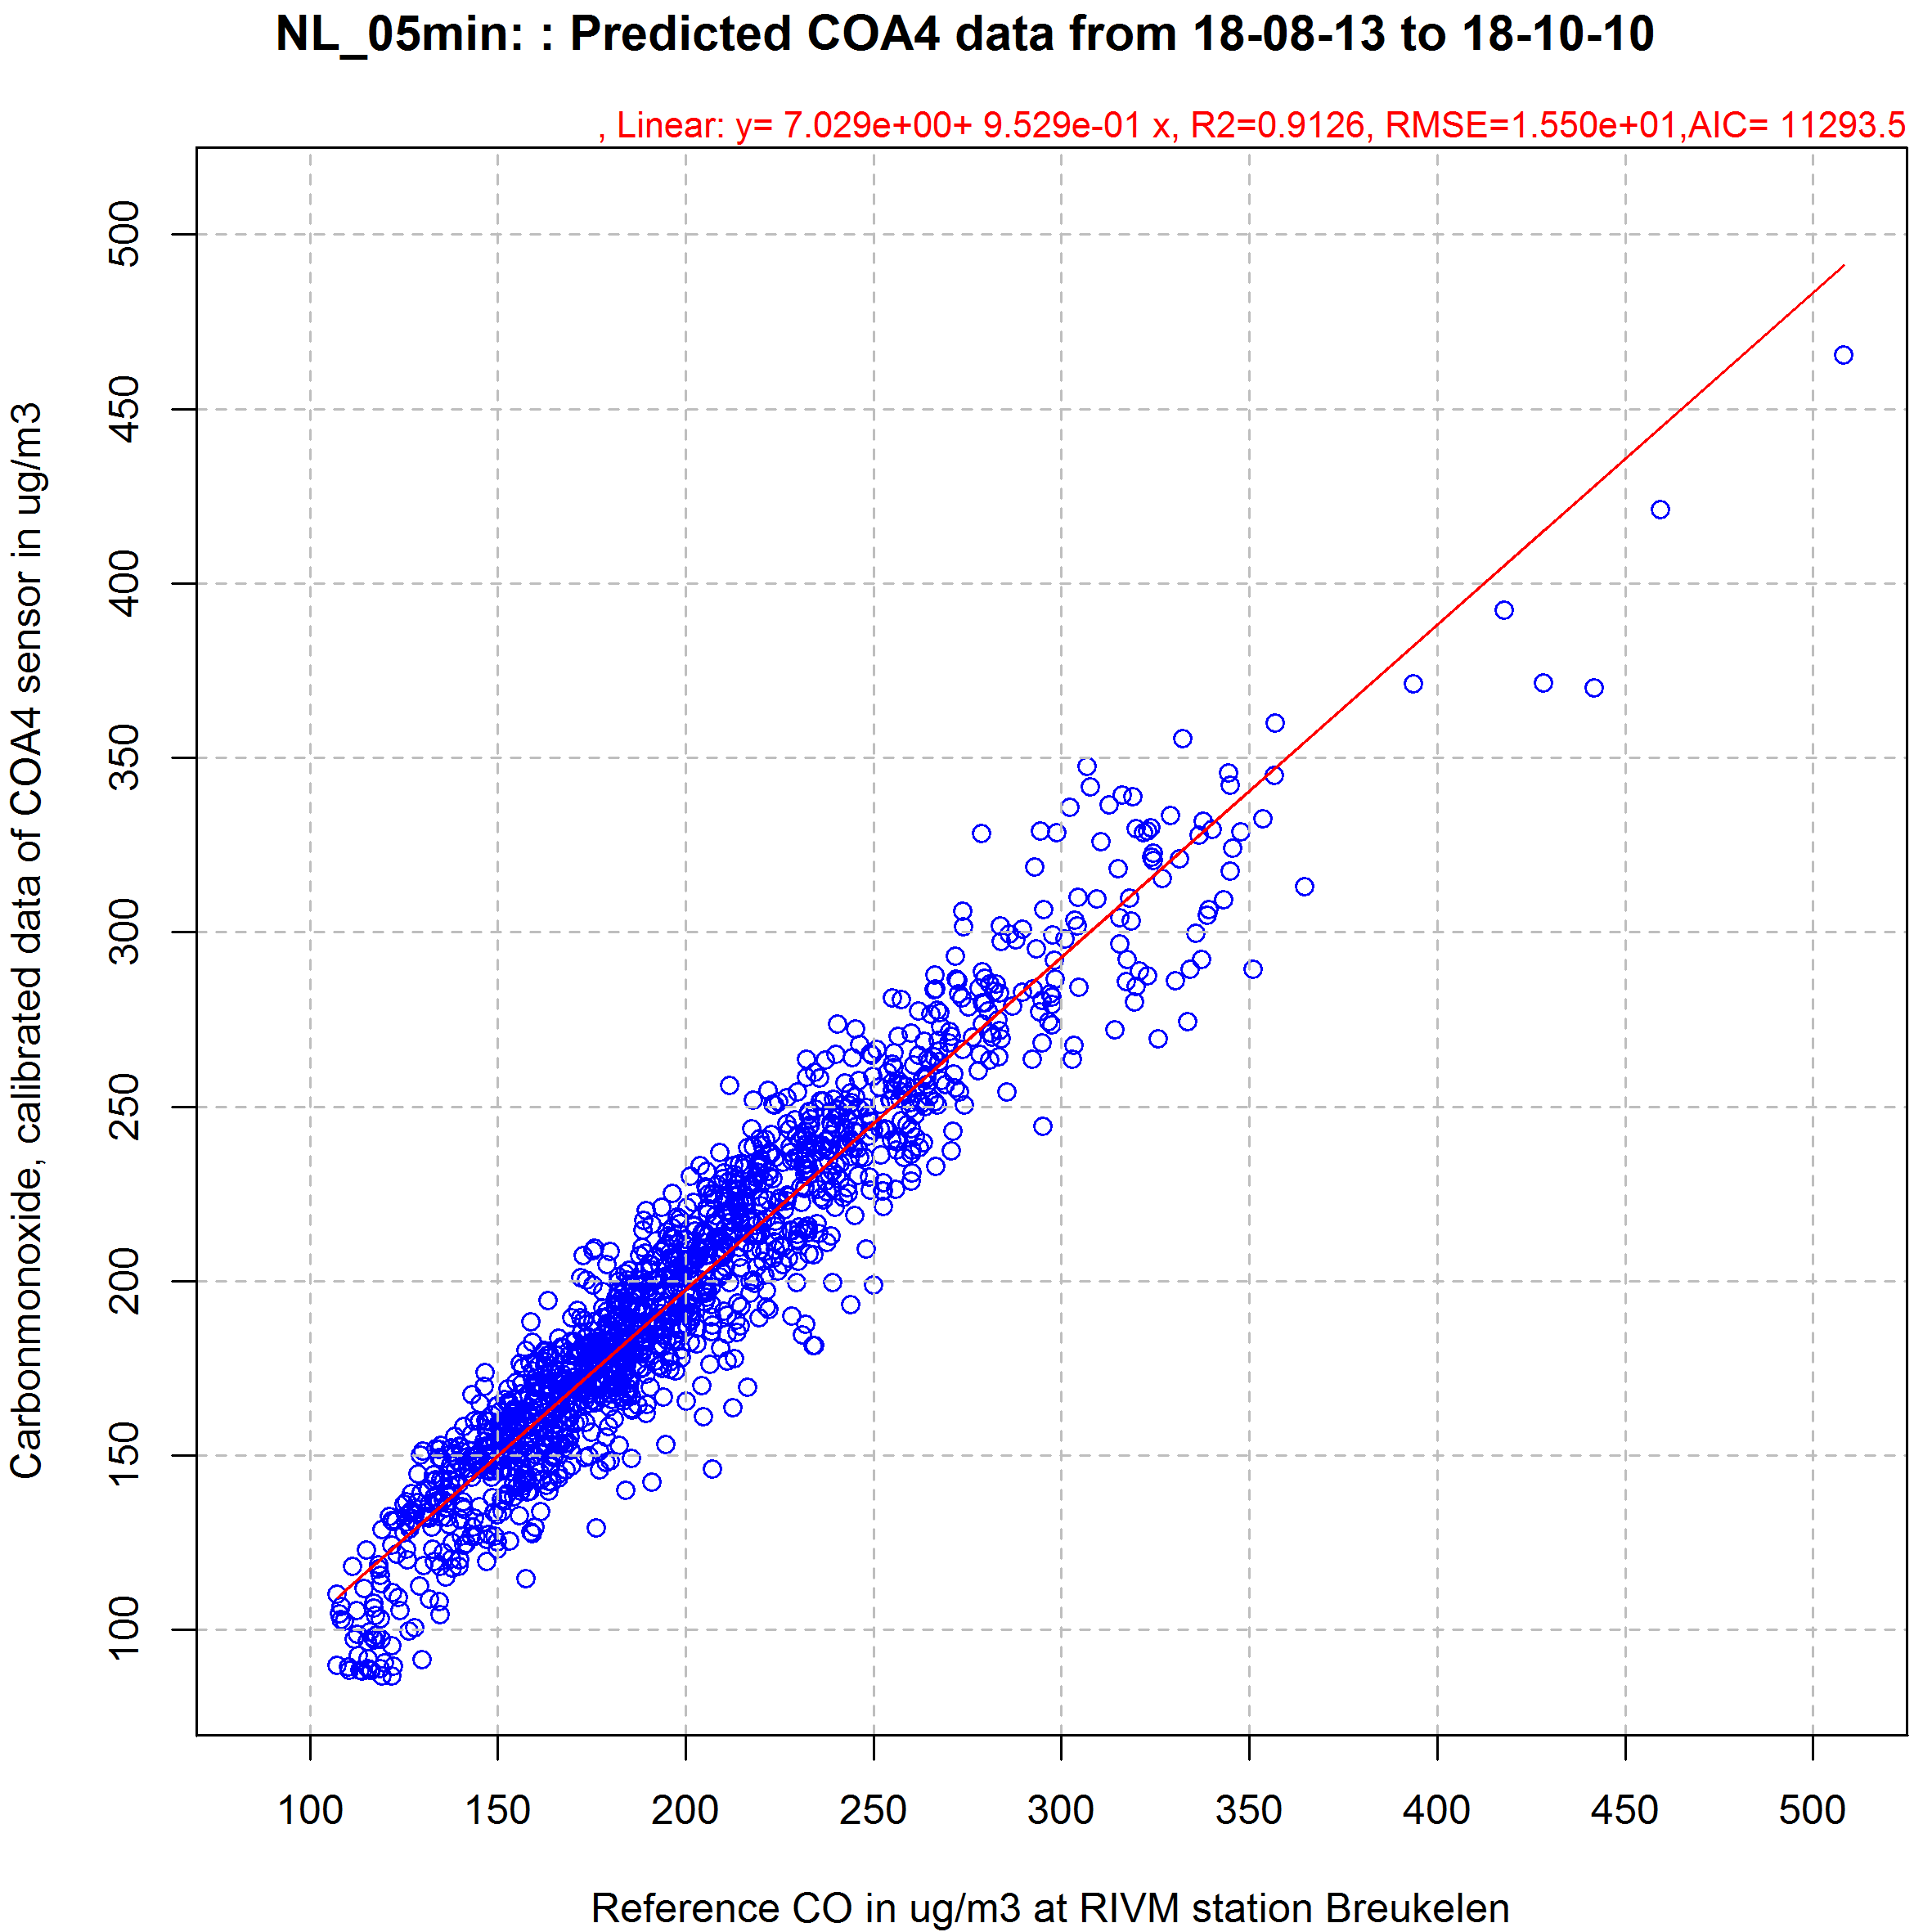 NL_05min: : Predicted COA4 data from 18-08-13 to 18-10-10
, Linear: y= 7.029e+00+ 9.529e-01 x, R2=0.9126, RMSE=1.550e+01,AIC= 11293.5
Carbonmonoxide, calibrated data of COA4 sensor in ug/m3
500
450
400
350
300
250
200
150
100
100 150 200 250 300 350 400 450 500
Reference CO in ug/m3 at RIVM station Breukelen